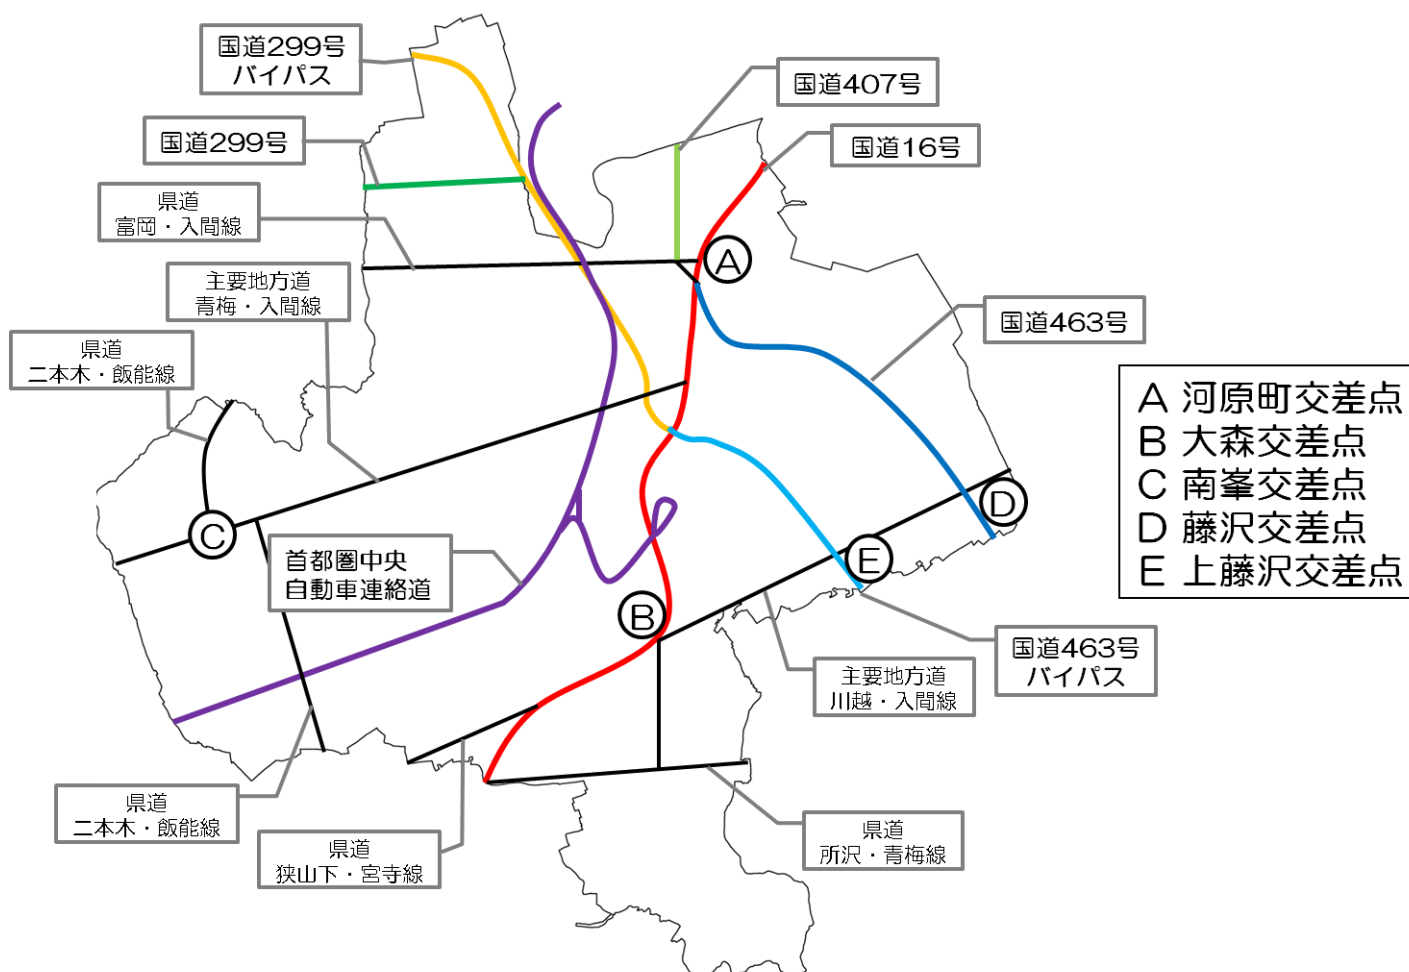 国道299号
バイパス
国道407号
国道299号
国道16号
県道
富岡・入間線
A
主要地方道
青梅・入間線
国道463号
県道
二本木・飯能線
A 河原町交差点
B 大森交差点
C 南峯交差点
D 藤沢交差点
E 上藤沢交差点
D
C
E
首都圏中央
自動車連絡道
B
国道463号
バイパス
主要地方道
川越・入間線
県道
二本木・飯能線
県道
狭山下・宮寺線
県道
所沢・青梅線